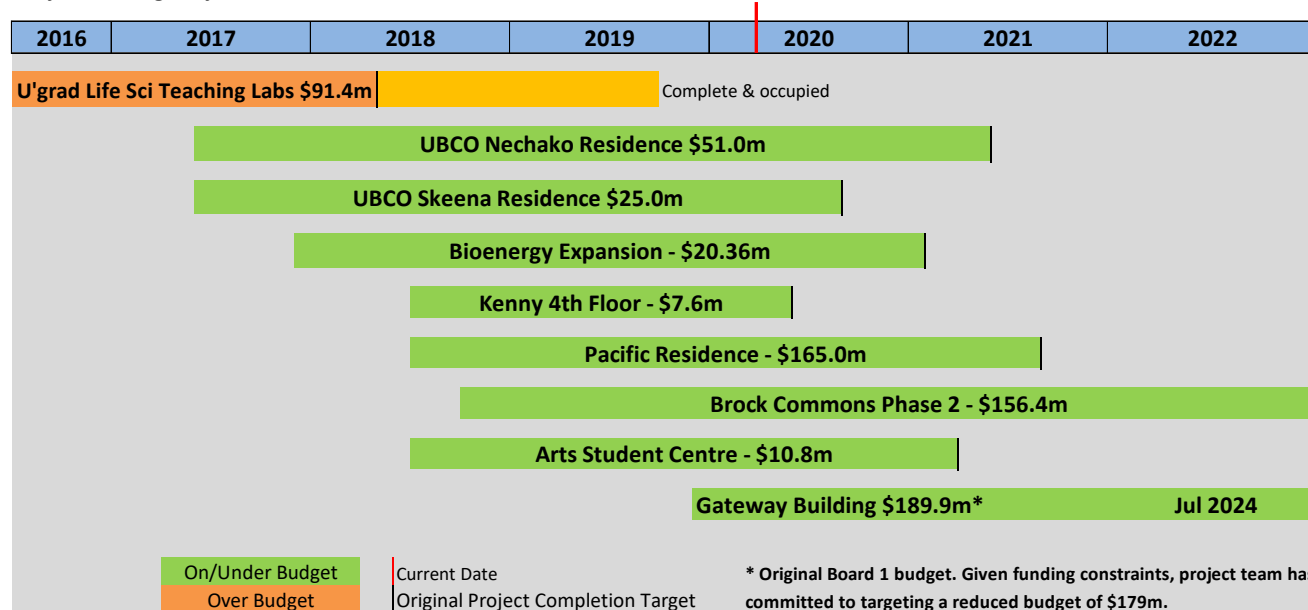 2016 2017 2018 2019 2020 2021 2022
U'grad Life Sci Teaching Labs $91.4m Complete & occupied
UBCO Nechako Residence $51.0m
UBCO Skeena Residence $25.0m
Bioenergy Expansion - $20.36m
Kenny 4th Floor - $7.6m
Pacific Residence - $165.0m
Brock Commons Phase 2 - $156.4m
Arts Student Centre - $10.8m
Gateway Building $189.9m* Jul 2024
On/Under Budget Current Date * Original Board 1 budget. Given funding constraints, project team ha
Over Budget Original Project Completion Target committed to targeting a reduced budget of $179m.